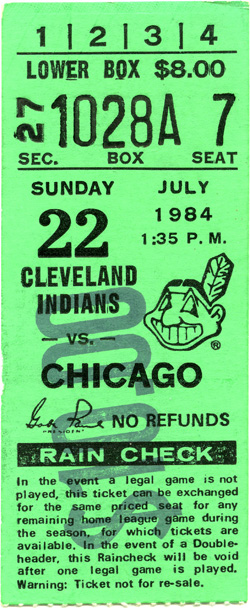 1 | 2 | 3 | 4
LOWER BOX $8.00
27 1028A 7
SEC. BOX SEAT
SUNDAY JULY
22 1984
1:35 P. M.
CLEVELAND
INDIANS
— VS. —
®
CHICAGO
PRESIDENT NO REFUNDS
RAIN CHECK
In the event a legal game is not
played, this ticket can be exchanged
for the same priced seat for any
remaining home league game during
the season, for which tickets are
available. In the event of a Double-
header, this Raincheck will be void
after one legal game is played.
Warning: Ticket not for re-sale.